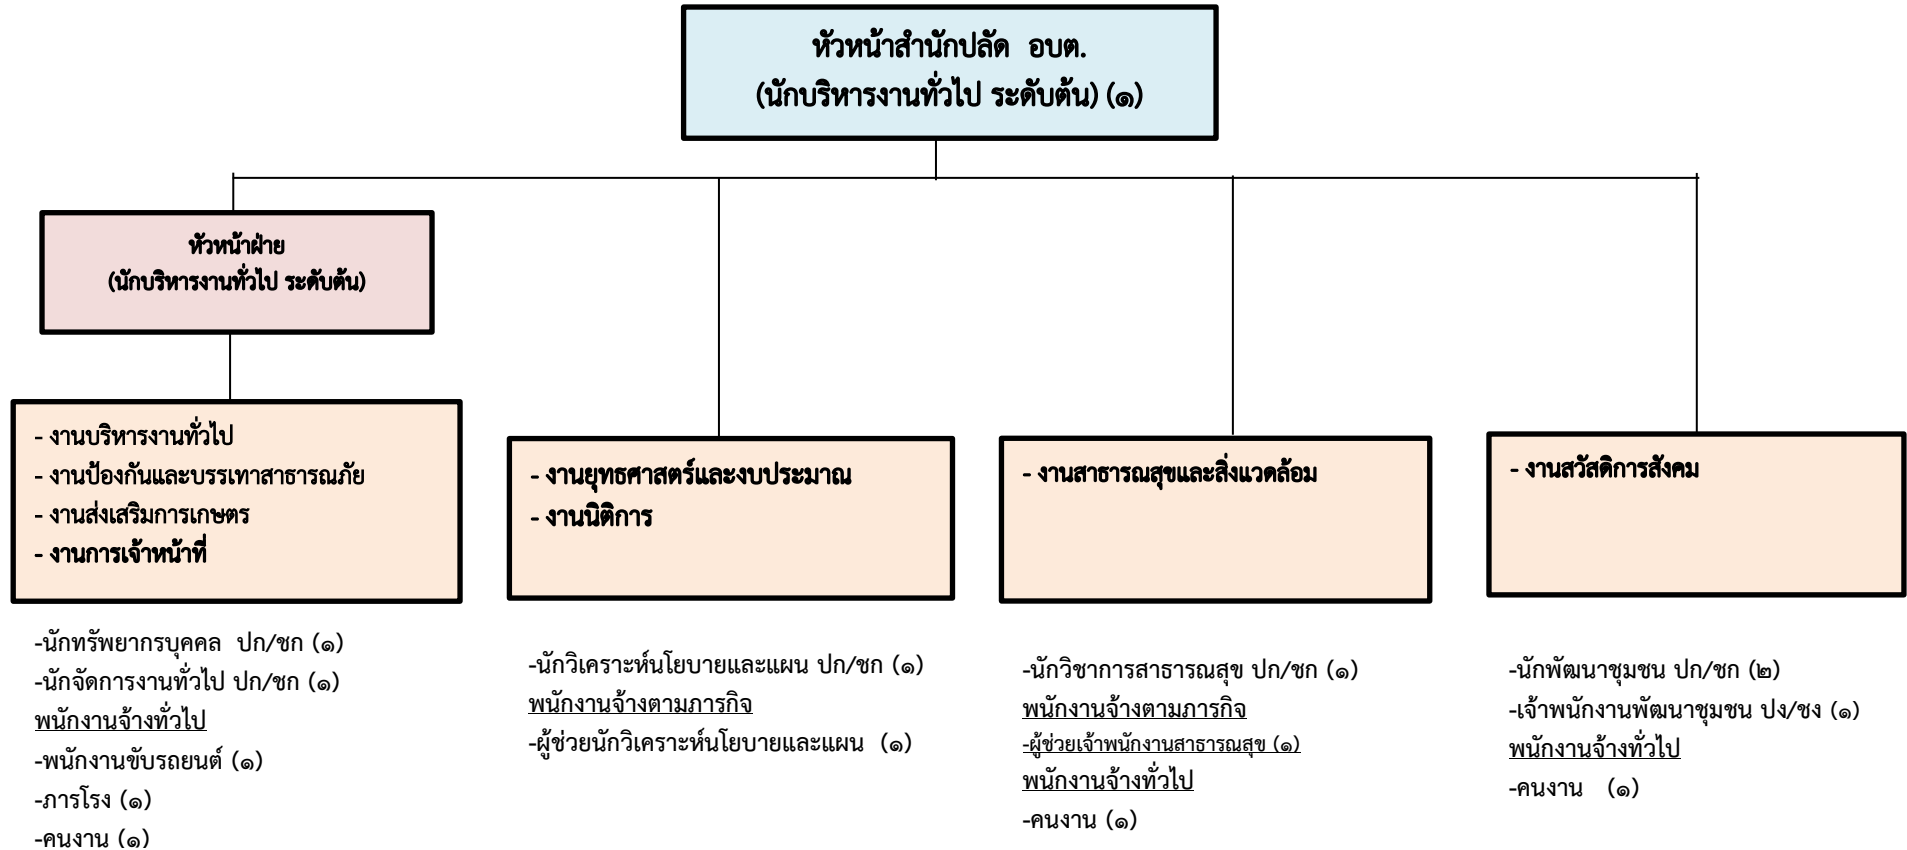 หัวหน้าสำนักปลัด อบต.
(นักบริหารงานทั่วไป ระดับต้น) (๑)
หัวหน้าฝ่าย
(นักบริหารงานทั่วไป ระดับต้น)
- งานบริหารงานทั่วไป
- งานป้องกันและบรรเทาสาธารณภัย
- งานส่งเสริมการเกษตร
- งานการเจ้าหน้าที่
-นักทรัพยากรบุคคล ปก/ชก (๑)
-นักจัดการงานทั่วไป ปก/ชก (๑)
พนักงานจ้างทั่วไป
-พนักงานขับรถยนต์ (๑)
-ภารโรง (๑)
-คนงาน (๑)
- งานยุทธศาสตร์และงบประมาณ
- งานนิติการ
-นักวิเคราะห์นโยบายและแผน ปก/ชก (๑)
พนักงานจ้างตามภารกิจ
-ผู้ช่วยนักวิเคราะห์นโยบายและแผน (๑)
- งานสาธารณสุขและสิ่งแวดล้อม
-นักวิชาการสาธารณสุข ปก/ชก (๑)
พนักงานจ้างตามภารกิจ
-ผู้ช่วยเจ้าพนักงานสาธารณสุข (๑)
พนักงานจ้างทั่วไป
-คนงาน (๑)
- งานสวัสดิการสังคม
-นักพัฒนาชุมชน ปก/ชก (๒)
-เจ้าพนักงานพัฒนาชุมชน ปง/ชง (๑)
พนักงานจ้างทั่วไป
-คนงาน (๑)